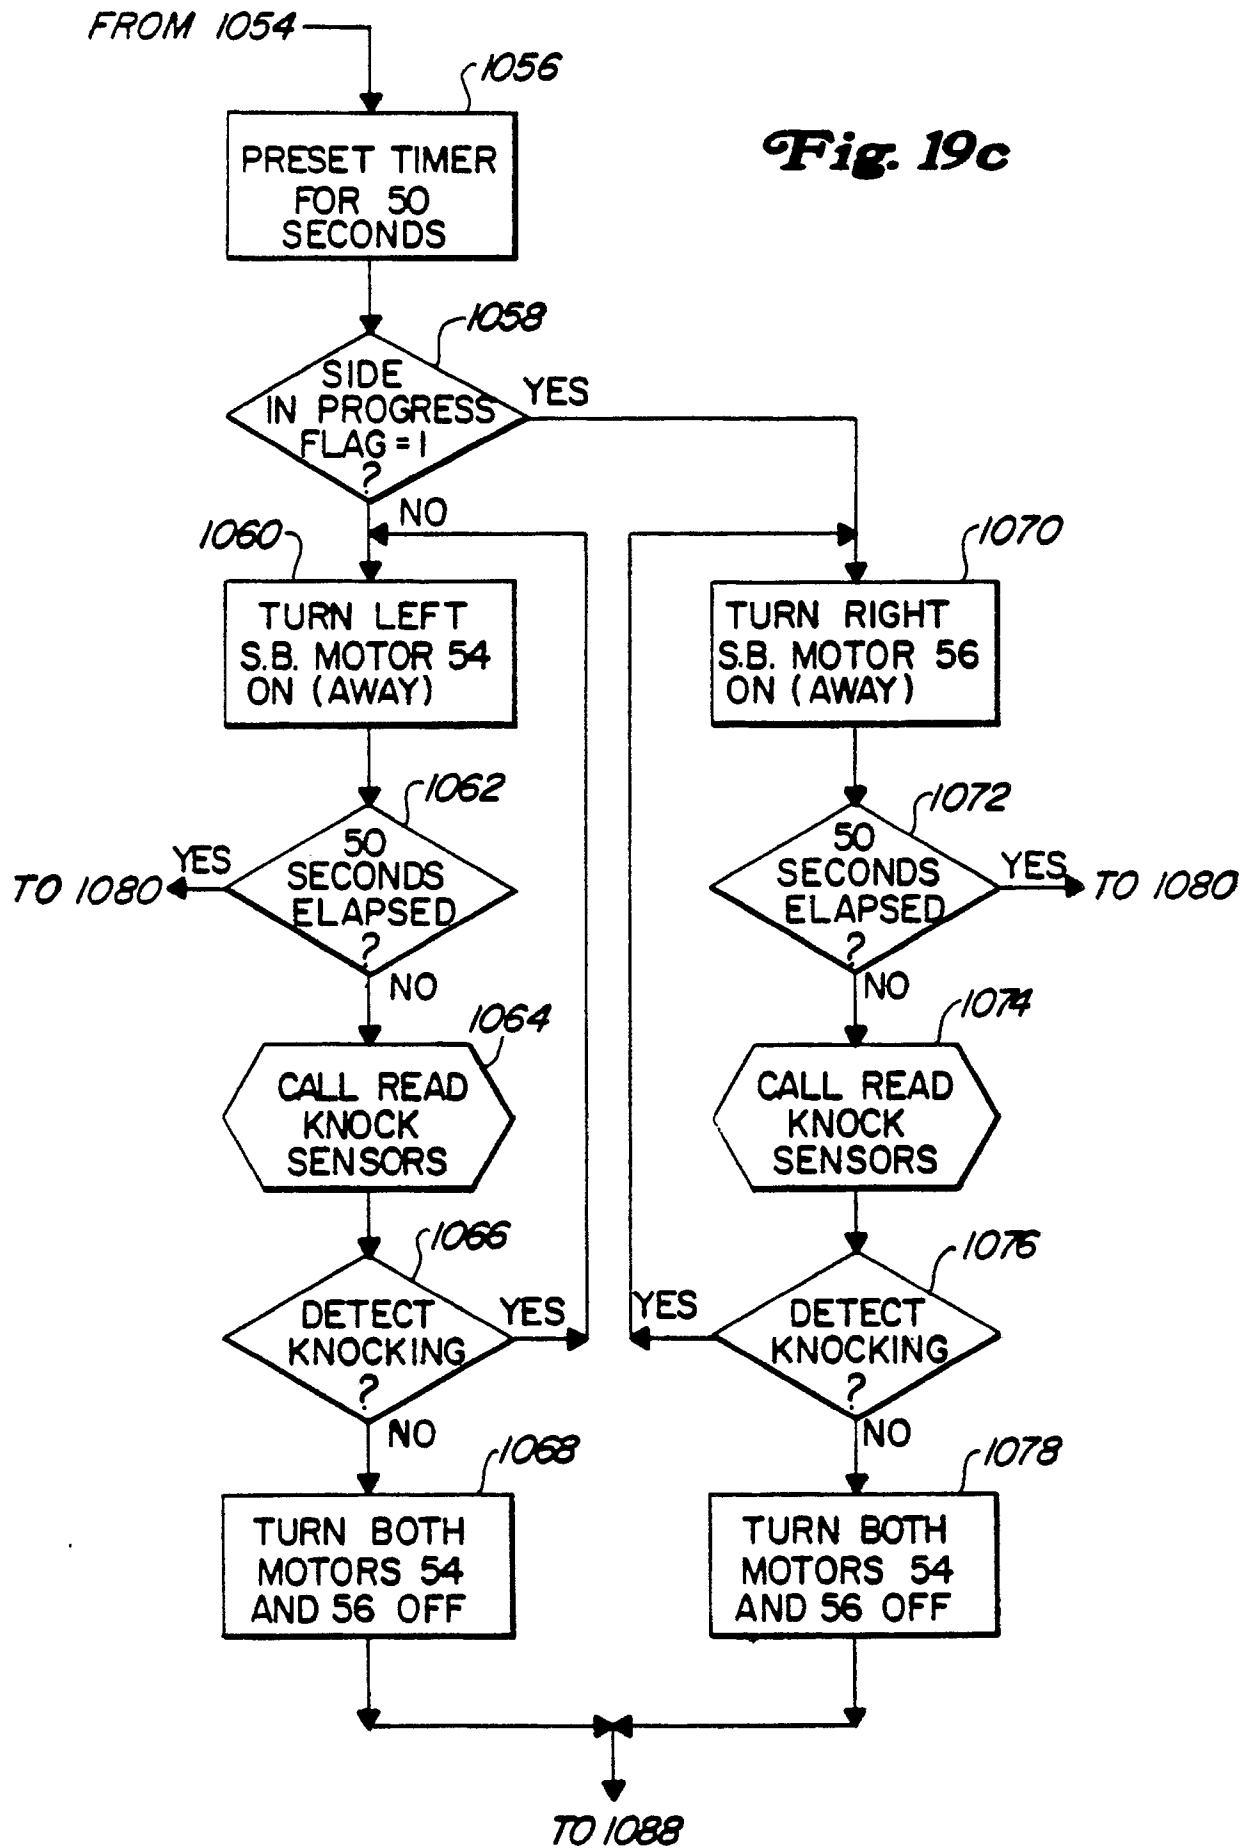 FROM 1054
1056
PRESET TIMER
FOR 50
SECONDS
Fig. 19c
1058
SIDE
IN PROGRESS
FLAG = 1
?
YES
NO
1060
TURN LEFT
S.B. MOTOR 54
ON (AWAY)
1062
50
SECONDS
ELAPSED
?
YES
TO 1080
NO
1064
CALL READ
KNOCK
SENSORS
1066
DETECT
KNOCKING
?
YES
NO
1068
TURN BOTH
MOTORS 54
AND 56 OFF
1070
TURN RIGHT
S.B. MOTOR 56
ON (AWAY)
1072
50
SECONDS
ELAPSED
?
YES
TO 1080
NO
1074
CALL READ
KNOCK
SENSORS
1076
DETECT
KNOCKING
?
YES
NO
1078
TURN BOTH
MOTORS 54
AND 56 OFF
TO 1088